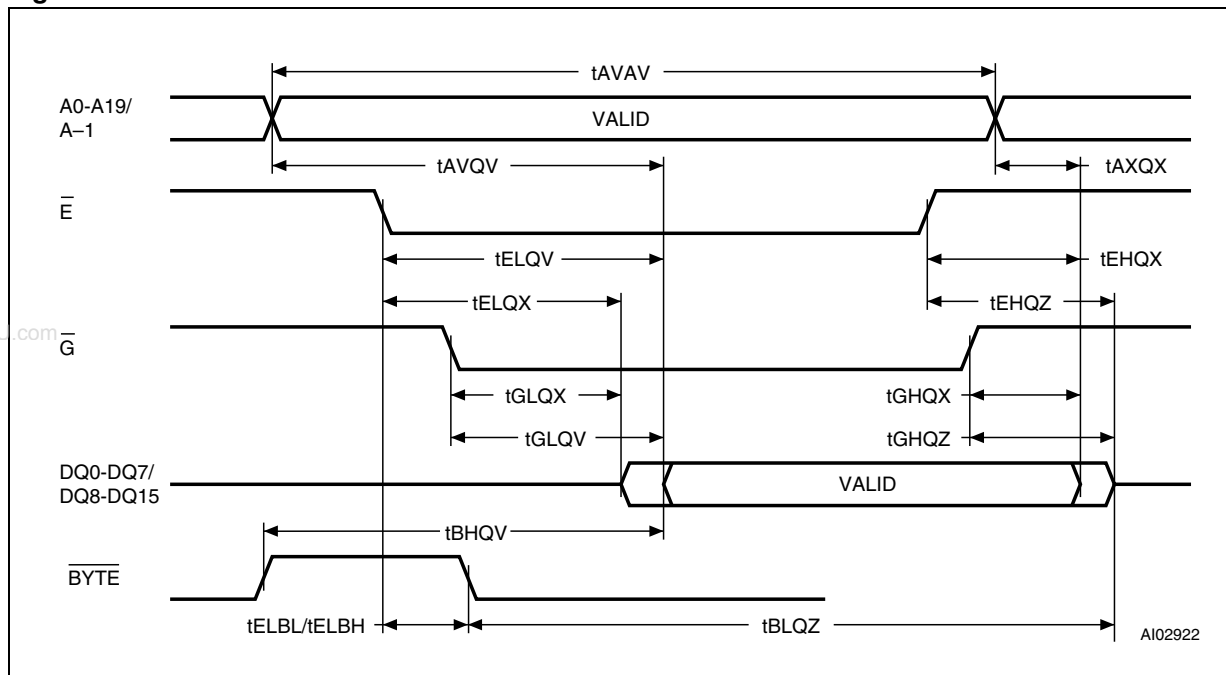 tAVAV
A0-A19/
A–1
VALID
tAVQV
tAXQX
E
tELQV
tEHQX
tELQX
tEHQZ
J.com
G
tGLQX
tGHQX
tGLQV
tGHQZ
DQ0-DQ7/
DQ8-DQ15
VALID
tBHQV
BYTE
tELBL/tELBH
tBLQZ
AI02922